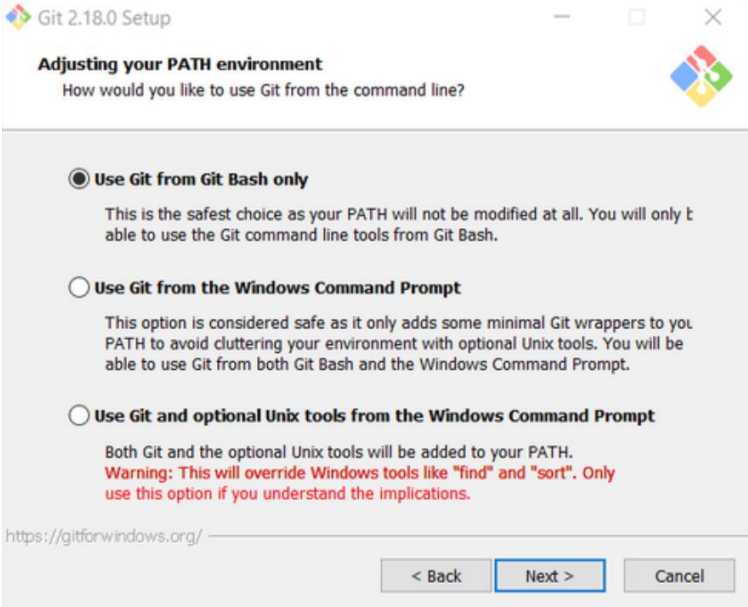 Git 2.18.0 Setup
Adjusting your PATH environment
How would you like to use Git from the command line?
Use Git from Git Bash only
This is the safest choice as your PATH will not be modified at all. You will only b
able to use the Git command line tools from Git Bash.
Use Git from the Windows Command Prompt
This option is considered safe as it only adds some minimal Git wrappers to you
PATH to avoid cluttering your environment with optional Unix tools. You will be
able to use Git from both Git Bash and the Windows Command Prompt.
Use Git and optional Unix tools from the Windows Command Prompt
Both Git and the optional Unix tools will be added to your PATH.
Warning: This will override Windows tools like "find" and "sort". Only
use this option if you understand the implications.
https://gitforwindows.org/
< Back Next > Cancel